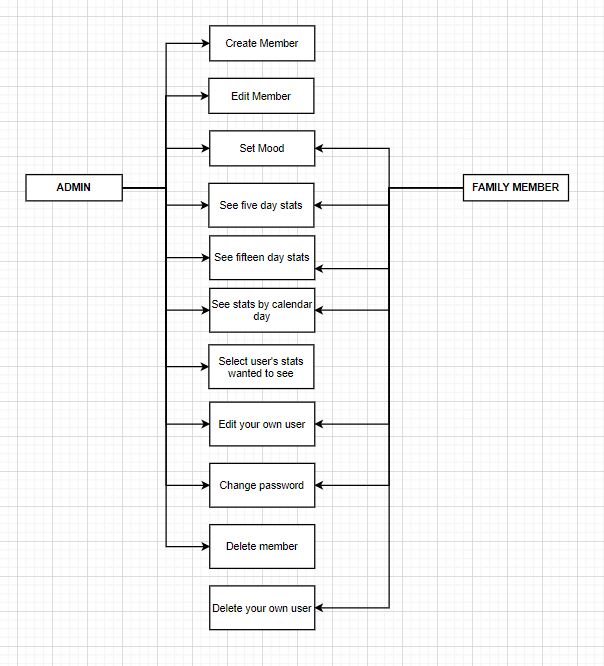 Create Member
Edit Member
Set Mood
ADMIN
FAMILY MEMBER
See five day stats
See fifteen day stats
See stats by calendar
day
Select user's stats
wanted to see
Edit your own user
Change password
Delete member
Delete your own user